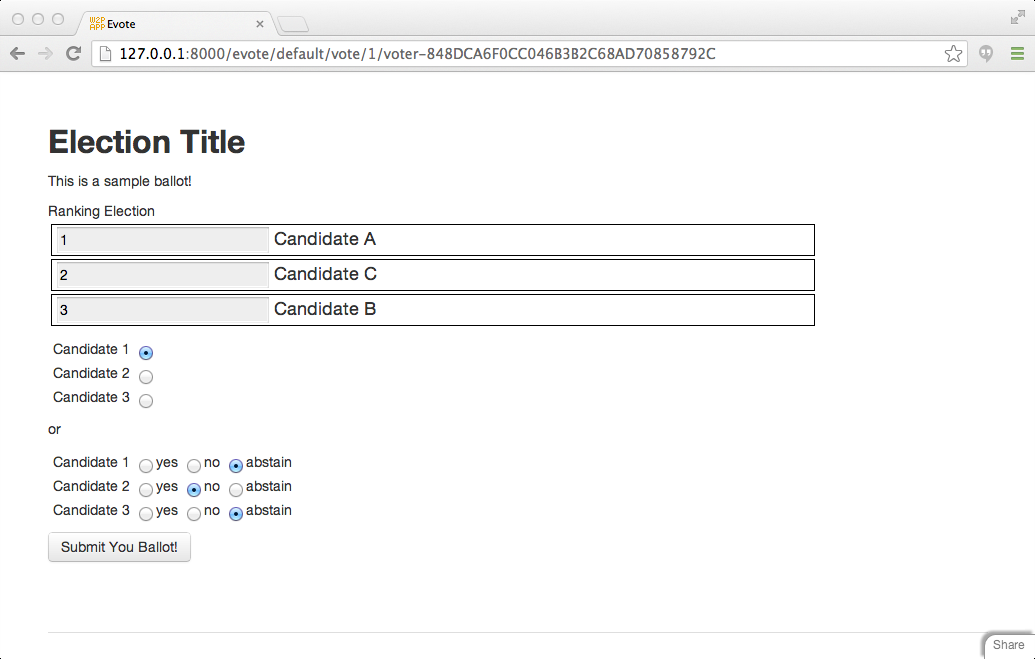 W2P APP Evote
127.0.0.1:8000/evote/default/vote/1/voter-848DCA6F0CC046B3B2C68AD70858792C
Election Title
This is a sample ballot!
Ranking Election
1 Candidate A
2 Candidate C
3 Candidate B
Candidate 1
Candidate 2
Candidate 3
or
Candidate 1 yes no abstain
Candidate 2 yes no abstain
Candidate 3 yes no abstain
Submit You Ballot!
Share